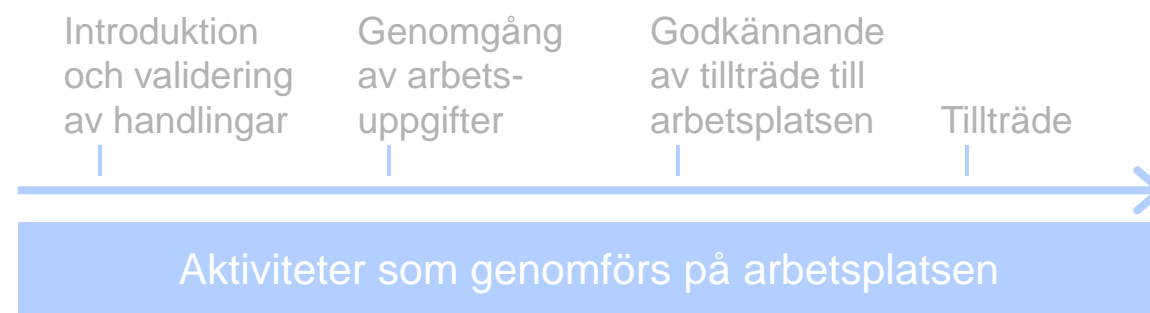 Introduktion
och validering
av handlingar
Genomgång
av arbets-
uppgifter
Godkännande
av tillträde till
arbetsplatsen
Tillträde
Aktiviteter som genomförs på arbetsplatsen